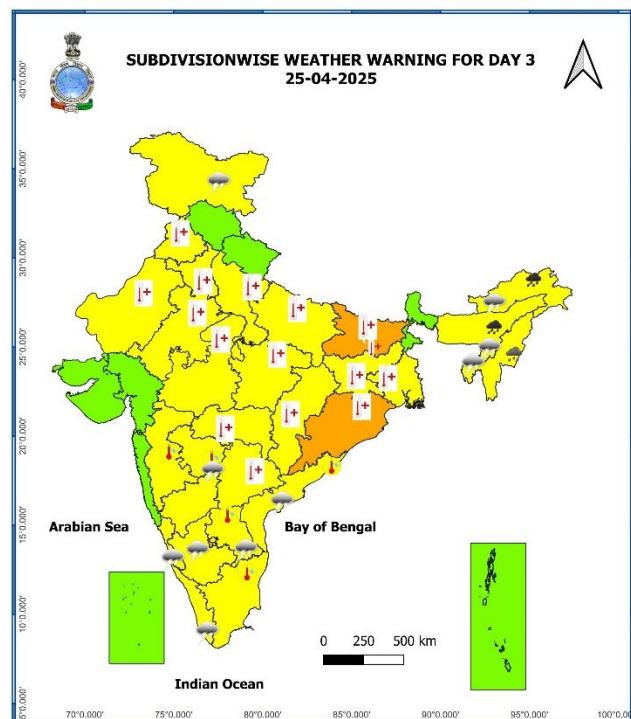 SUBDIVISIONWISE WEATHER WARNING FOR DAY 3
25-04-2025
40°0.000'
35°0.000'
30°0.000'
25°0.000'
20°0.000'
15°0.000'
10°0.000'
5°0.000'
Arabian Sea
Bay of Bengal
0 250 500 km
Indian Ocean
70°0.000' 75°0.000' 80°0.000' 85°0.000' 90°0.000' 95°0.000' 100°0.000